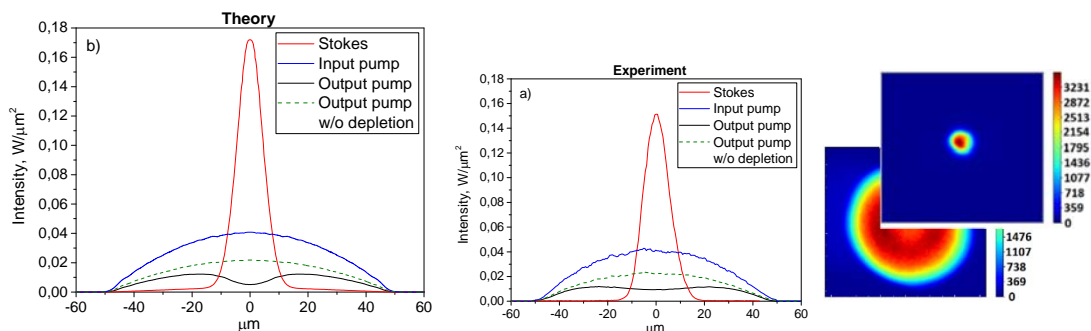 Theory
b)
Stokes
Input pump
Output pump
Output pump
w/o depletion
Intensity, W/µm²
0,18
0,16
0,14
0,12
0,10
0,08
0,06
0,04
0,02
0,00
-60 -40 -20 0 20 40 60
µm
Experiment
a)
Stokes
Input pump
Output pump
Output pump
w/o depletion
Intensity, W/µm²
0,18
0,16
0,14
0,12
0,10
0,08
0,06
0,04
0,02
0,00
-60 -40 -20 0 20 40 60
µm
3231
2872
2513
2154
1795
1436
1077
718
359
0
1476
1107
738
369
0